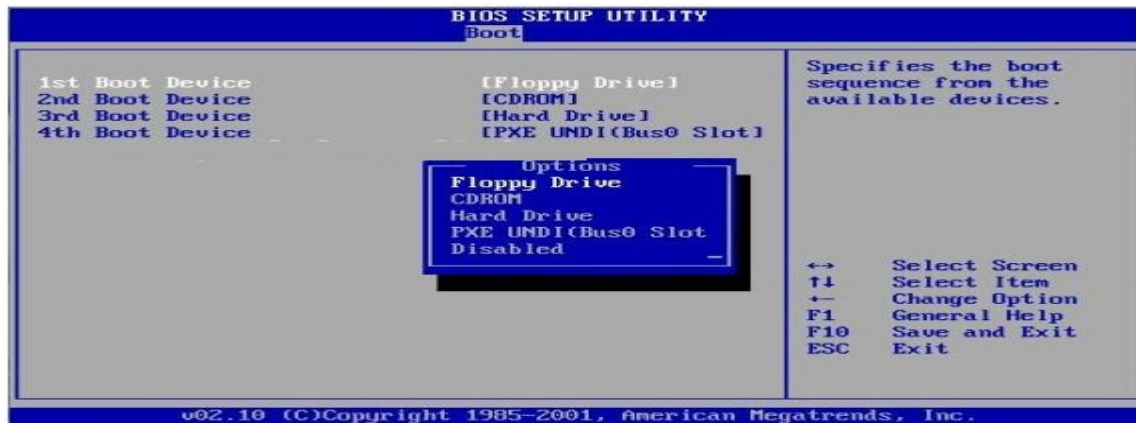 BIOS SETUP UTILITY
Boot
1st Boot Device [Floppy Drive]
2nd Boot Device [CDROM]
3rd Boot Device [Hard Drive]
4th Boot Device [PXE UNDI(Bus0 Slot]
Options
Floppy Drive
CDROM
Hard Drive
PXE UNDI(Bus0 Slot
Disabled
Specifies the boot
sequence from the
available devices.
↔ Select Screen
↑↓ Select Item
+- Change Option
F1 General Help
F10 Save and Exit
ESC Exit
v02.10 (C)Copyright 1985-2001, American Megatrends, Inc.